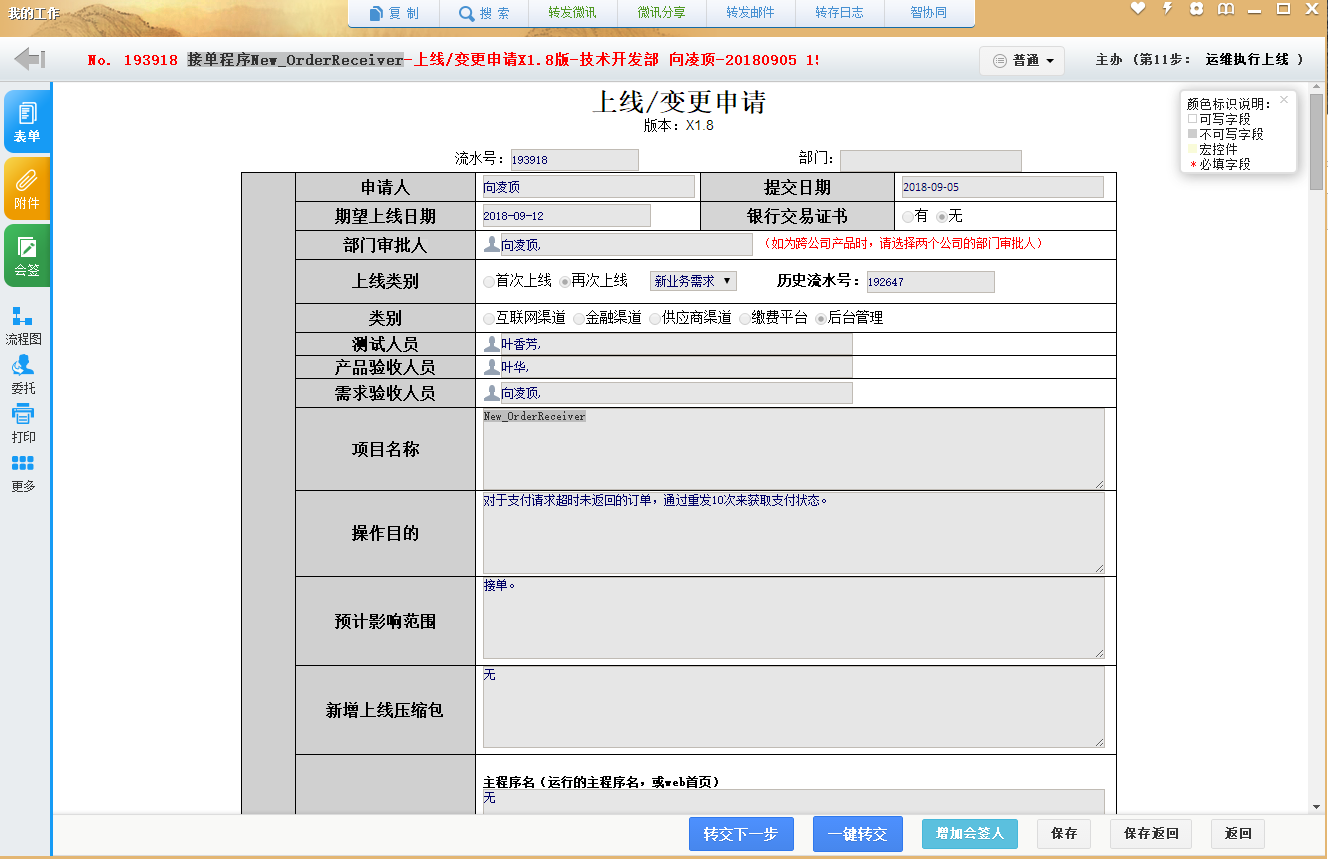 我的工作
复 制
搜 索
转发微讯
微讯分享
转发邮件
转存日志
智协同
No. 193918 接单程序New_OrderReceiver-上线/变更申请X1.8版-技术开发部 向凌顶-20180905
普通
主办 (第11步: 运维执行上线 )
表单
附件
会签
流程图
委托
打印
更多
颜色标识说明:
可写字段
不可写字段
宏控件
*必填字段
上线/变更申请
版本: X1.8
流水号: 193918 部门:
申请人 向凌顶 提交日期 2018-09-05
期望上线日期 2018-09-12 银行交易证书 有 无
部门审批人 向凌顶, (如为跨公司产品时, 请选择两个公司的部门审批人)
上线类别 首次上线 再次上线 新业务需求 历史流水号: 192647
类别 互联网渠道 金融渠道 供应商渠道 缴费平台 后台管理
测试人员 叶香芳,
产品验收人员 叶华,
需求验收人员 向凌顶,
项目名称 New_OrderReceiver
操作目的 对于支付请求超时未返回的订单，通过重发10次来获取支付状态。
预计影响范围 接单。
新增上线压缩包 无
主程序名(运行的主程序名，或web首页)
无
转交下一步
一键转交
增加会签人
保存
保存返回
返回